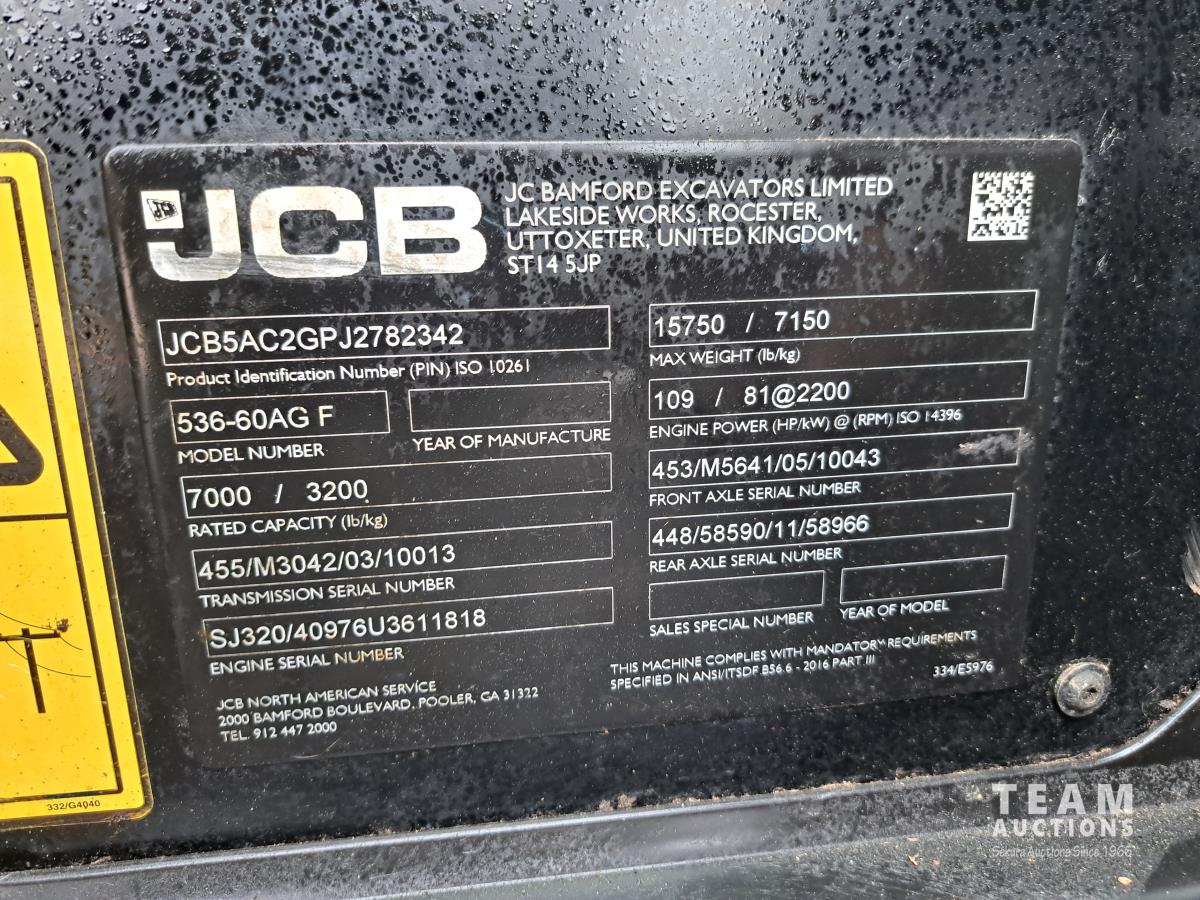 JCB
JC BAMFORD EXCAVATORS LIMITED
LAKESIDE WORKS, ROCESTER,
UTTOXETER, UNITED KINGDOM,
ST14 5JP
JCB5AC2GPJ2782342
Product Identification Number (PIN) ISO 10261
536-60AG F
MODEL NUMBER
YEAR OF MANUFACTURE
7000 / 3200
RATED CAPACITY (lb/kg)
455/M3042/03/10013
TRANSMISSION SERIAL NUMBER
SJ320/40976U3611818
ENGINE SERIAL NUMBER
15750 / 7150
MAX WEIGHT (lb/kg)
109 / 81@2200
ENGINE POWER (HP/kW) @ (RPM) ISO 14396
453/M5641/05/10043
FRONT AXLE SERIAL NUMBER
448/58590/11/58966
REAR AXLE SERIAL NUMBER
SALES SPECIAL NUMBER
YEAR OF MODEL
JCB NORTH AMERICAN SERVICE
2000 BAMFORD BOULEVARD, POOLER, GA 31322
TEL. 912 447 2000
THIS MACHINE COMPLIES WITH MANDATORY REQUIREMENTS
SPECIFIED IN ANSI/ITSDF B56.6 - 2016 PART III
334/E5976
332/G4040
TEAM
AUCTIONS
Sekura Auctions Since 1966